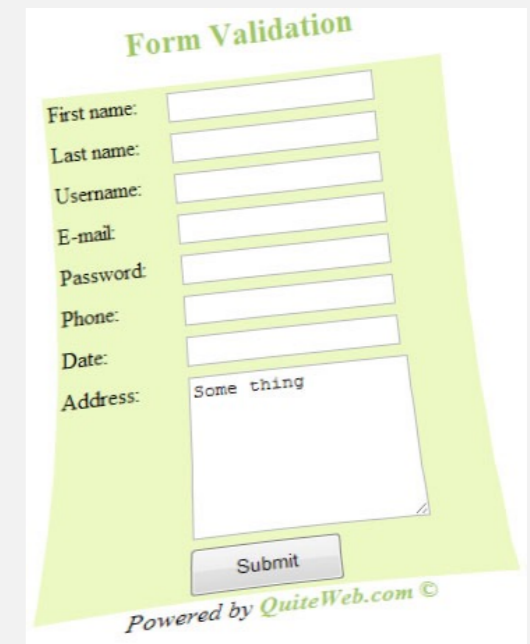 Form Validation
First name:
Last name:
Username:
E-mail:
Password:
Phone:
Date:
Address:
Some thing
Submit
Powered by QuiteWeb.com ©